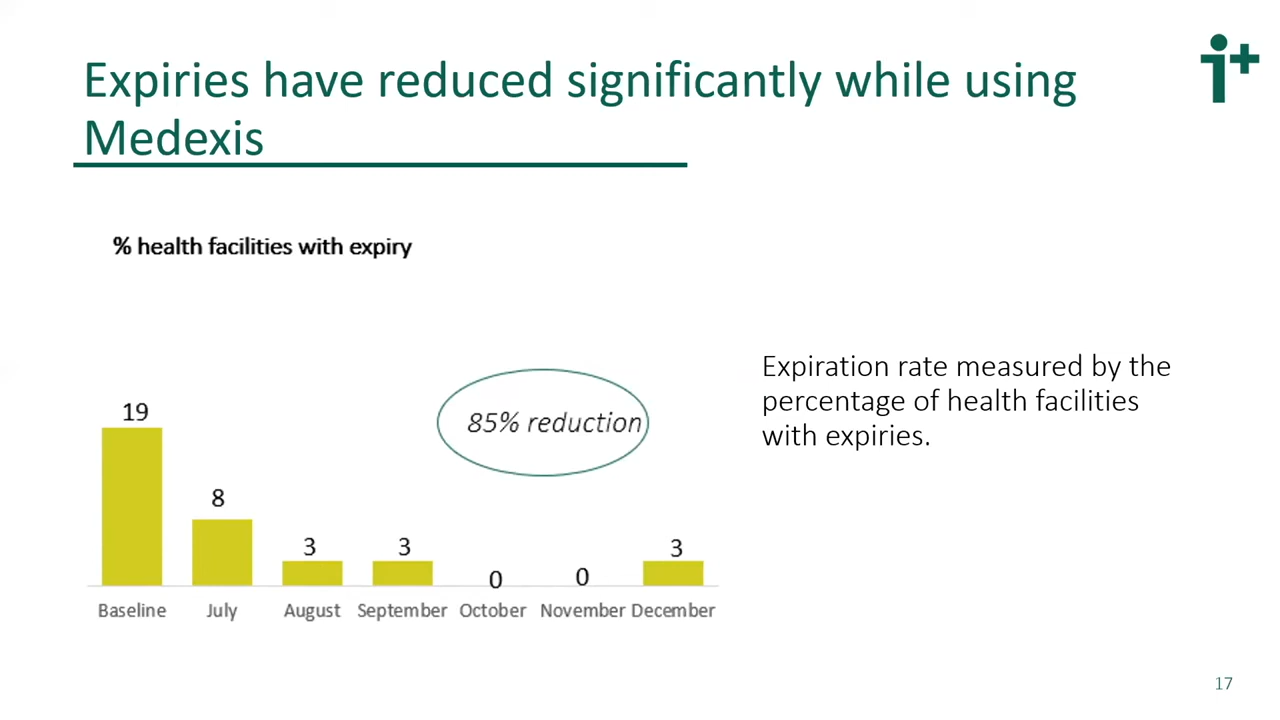 Expiries have reduced significantly while using
Medexis
% health facilities with expiry
85% reduction
19
8
3
3
0
0
3
Baseline
July
August
September
October
November
December
Expiration rate measured by the
percentage of health facilities
with expiries.
17